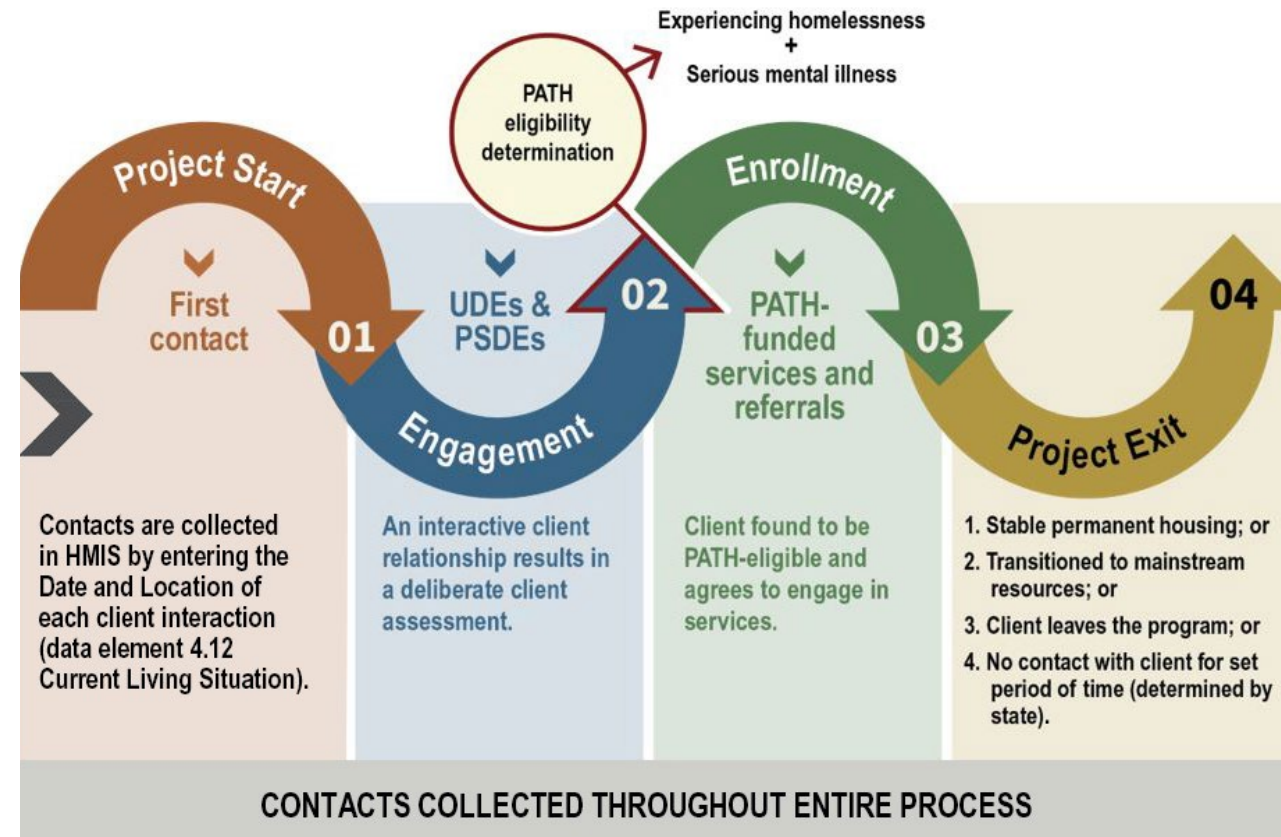 Experiencing homelessness
+
Serious mental illness
PATH
eligibility
determination
Project Start
First
contact
01
Contacts are collected
in HMIS by entering the
Date and Location of
each client interaction
(data element 4.12
Current Living Situation).
UDEs &
PSDEs
02
Engagement
An interactive client
relationship results in
a deliberate client
assessment.
Enrollment
PATH-
funded
services and
referrals
03
Client found to be
PATH-eligible and
agrees to engage in
services.
04
Project Exit
1. Stable permanent housing; or
2. Transitioned to mainstream
resources; or
3. Client leaves the program; or
4. No contact with client for set
period of time (determined by
state).
CONTACTS COLLECTED THROUGHOUT ENTIRE PROCESS